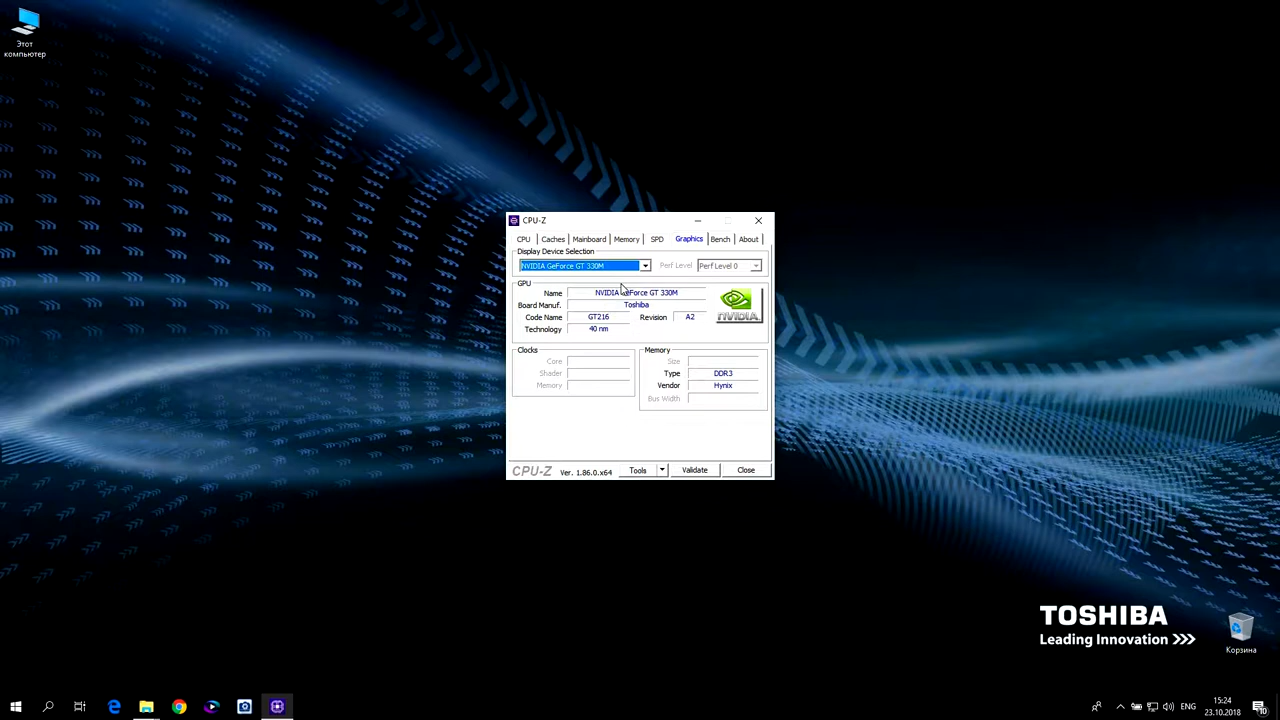 Этот
компьютер
CPU-Z
CPU Caches Mainboard Memory SPD Graphics Bench About
Display Device Selection
NVIDIA GeForce GT 330M Perf Level Perf Level 0
GPU
Name NVIDIA GeForce GT 330M
Board Manuf. Toshiba
Code Name GT216 Revision A2
Technology 40 nm
NVIDIA.
Clocks
Core
Shader
Memory
Memory
Size
Type DDR3
Vendor Hynix
Bus Width
CPU-Z Ver. 1.86.0.x64 Tools Validate Close
TOSHIBA
Leading Innovation >>>
Корзина
ENG
15:24
23.10.2018
10